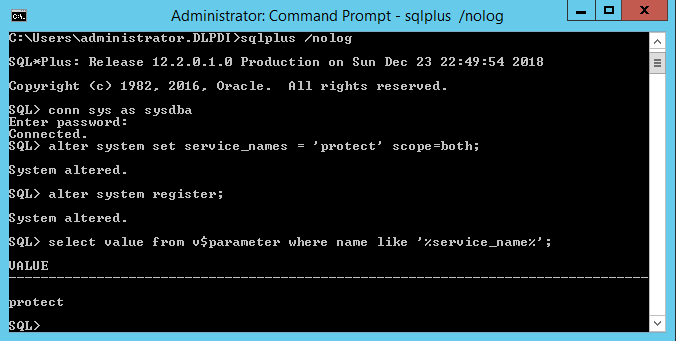 Administrator: Command Prompt - sqlplus /nolog
C:\Users\administrator.DLPDI>sqlplus /nolog
SQL*Plus: Release 12.2.0.1.0 Production on Sun Dec 23 22:49:54 2018
Copyright (c) 1982, 2016, Oracle.  All rights reserved.
SQL> conn sys as sysdba
Enter password:
Connected.
SQL> alter system set service_names = 'protect' scope=both;
System altered.
SQL> alter system register;
System altered.
SQL> select value from v$parameter where name like '%service_name%';
VALUE
--------------------------------------------------------------------------------
protect
SQL>